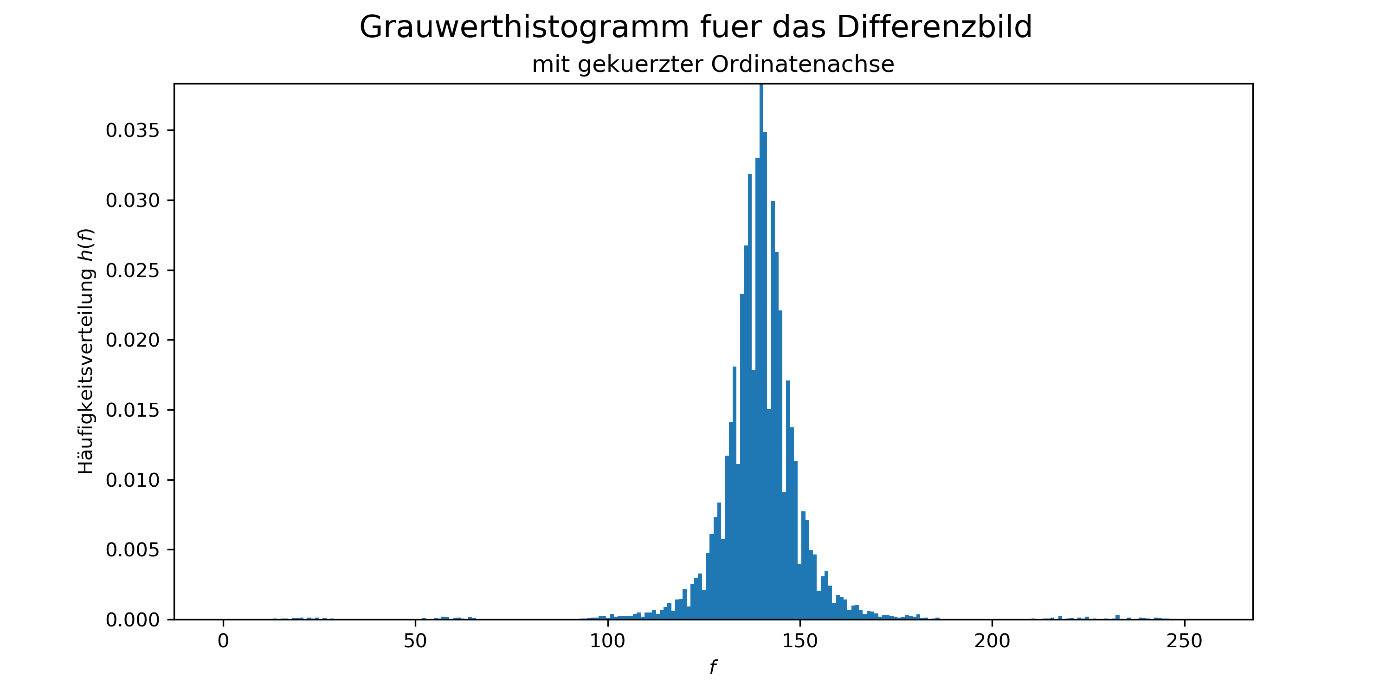 Grauwerthistogramm fuer das Differenzbild
mit gekuerzter Ordinatenachse
Häufigkeitsverteilung h(f)
0.035
0.030
0.025
0.020
0.015
0.010
0.005
0.000
0 50 100 150 200 250
f